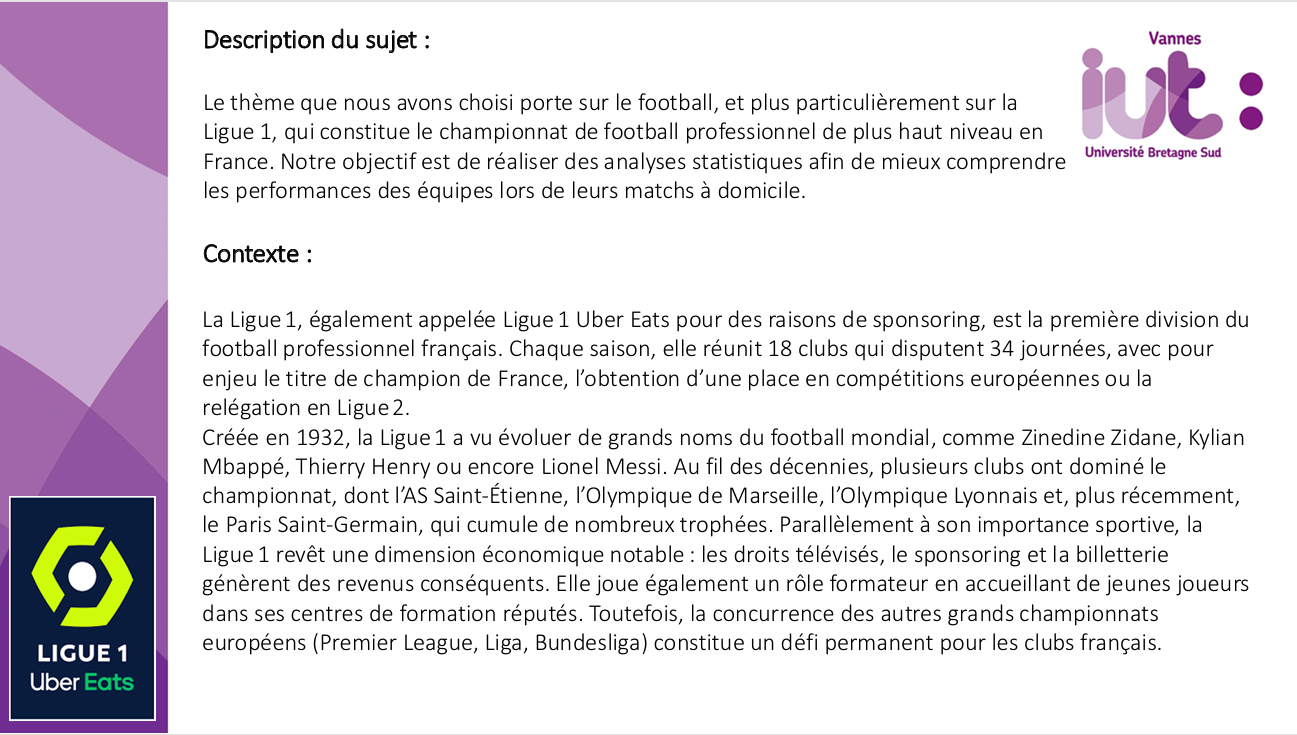 Description du sujet :
Vannes
iut:
Université Bretagne Sud
Le thème que nous avons choisi porte sur le football, et plus particulièrement sur la
Ligue 1, qui constitue le championnat de football professionnel de plus haut niveau en
France. Notre objectif est de réaliser des analyses statistiques afin de mieux comprendre
les performances des équipes lors de leurs matchs à domicile.
Contexte :
La Ligue 1, également appelée Ligue 1 Uber Eats pour des raisons de sponsoring, est la première division du
football professionnel français. Chaque saison, elle réunit 18 clubs qui disputent 34 journées, avec pour
enjeu le titre de champion de France, l’obtention d’une place en compétitions européennes ou la
relégation en Ligue 2.
Créée en 1932, la Ligue 1 a vu évoluer de grands noms du football mondial, comme Zinedine Zidane, Kylian
Mbappé, Thierry Henry ou encore Lionel Messi. Au fil des décennies, plusieurs clubs ont dominé le
championnat, dont l’AS Saint-Étienne, l’Olympique de Marseille, l’Olympique Lyonnais et, plus récemment,
le Paris Saint-Germain, qui cumule de nombreux trophées. Parallèlement à son importance sportive, la
Ligue 1 revêt une dimension économique notable : les droits télévisés, le sponsoring et la billetterie
génèrent des revenus conséquents. Elle joue également un rôle formateur en accueillant de jeunes joueurs
dans ses centres de formation réputés. Toutefois, la concurrence des autres grands championnats
européens (Premier League, Liga, Bundesliga) constitue un défi permanent pour les clubs français.
LIGUE 1
Uber Eats